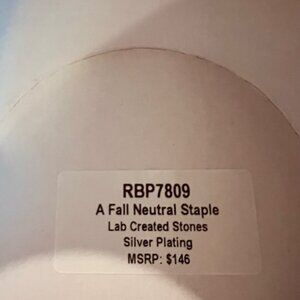 RBP7809
A Fall Neutral Staple
Lab Created Stones
Silver Plating
MSRP: $146